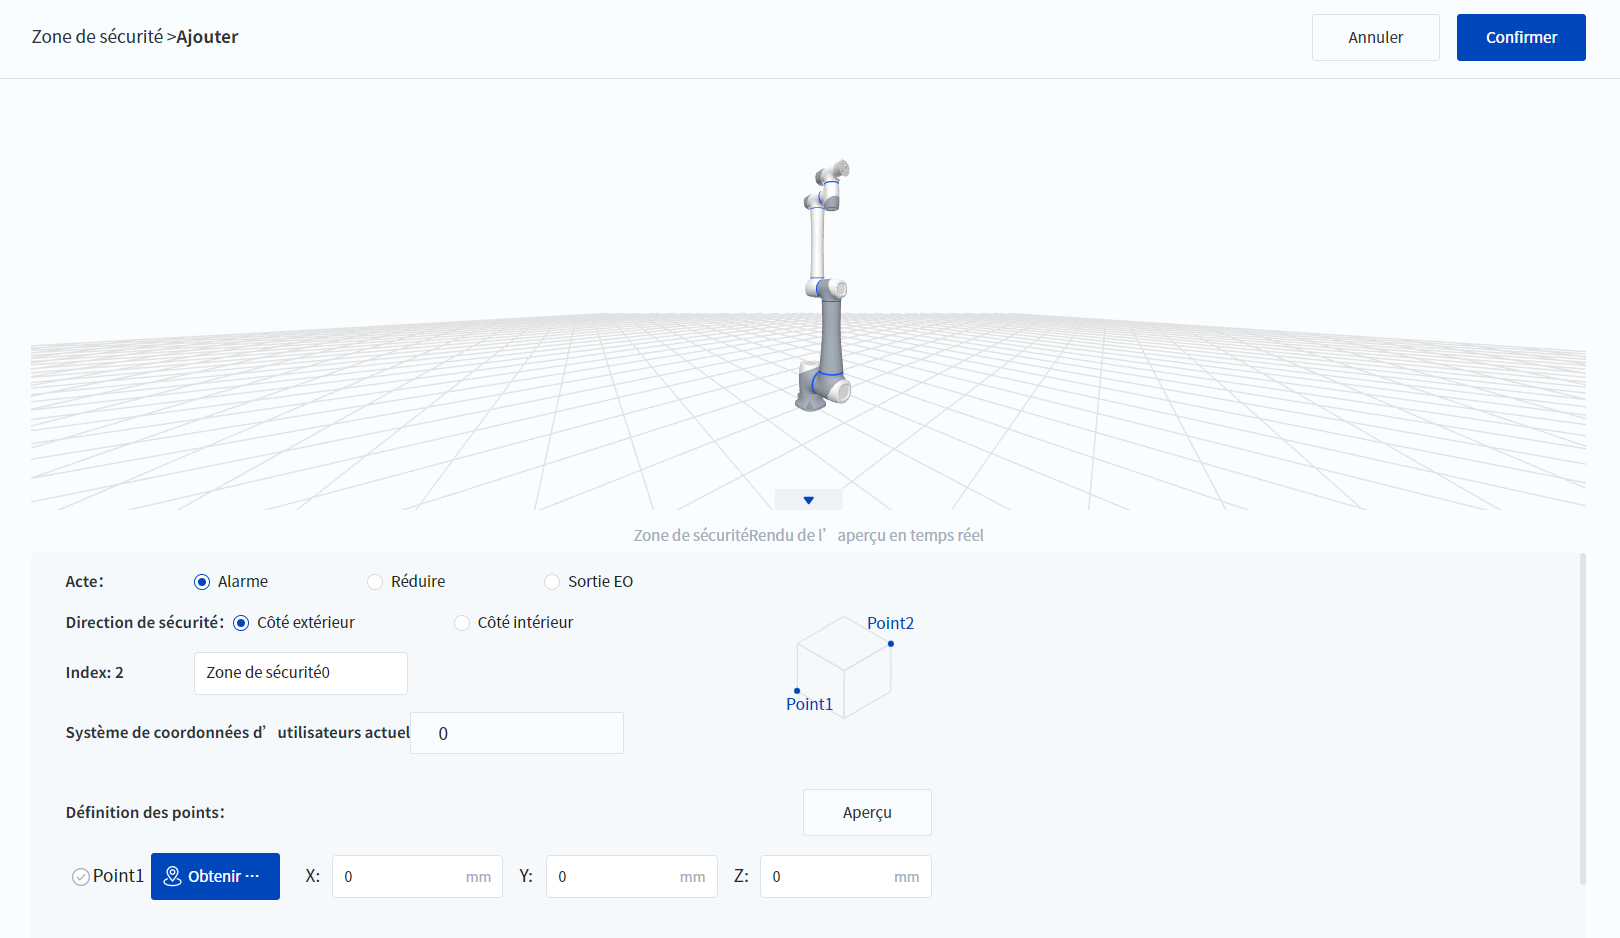 Zone de sécurité >Ajouter
Annuler
Confirmer
Zone de sécuritéRendu de l’aperçu en temps réel
Acte:
Alarme
Réduire
Sortie EO
Direction de sécurité:
Côté extérieur
Côté intérieur
Index: 2
Zone de sécurité0
Système de coordonnées d’utilisateurs actuel
0
Point2
Point1
Définition des points:
Aperçu
Point1
Obtenir ···
X:
0
mm
Y:
0
mm
Z:
0
mm